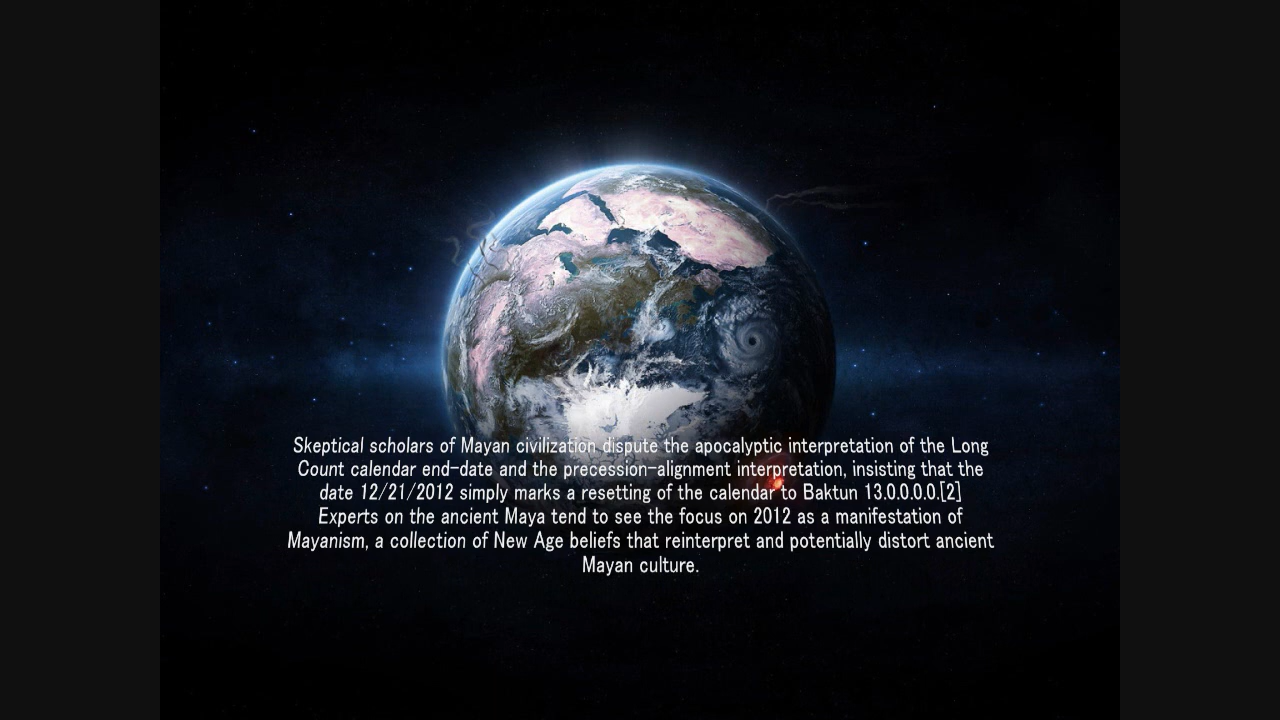 Skeptical scholars of Mayan civilization dispute the apocalyptic interpretation of the Long
Count calendar end-date and the precession-alignment interpretation, insisting that the
date 12/21/2012 simply marks a resetting of the calendar to Baktun 13.0.0.0.0.[2]
Experts on the ancient Maya tend to see the focus on 2012 as a manifestation of
Mayanism, a collection of New Age beliefs that reinterpret and potentially distort ancient
Mayan culture.